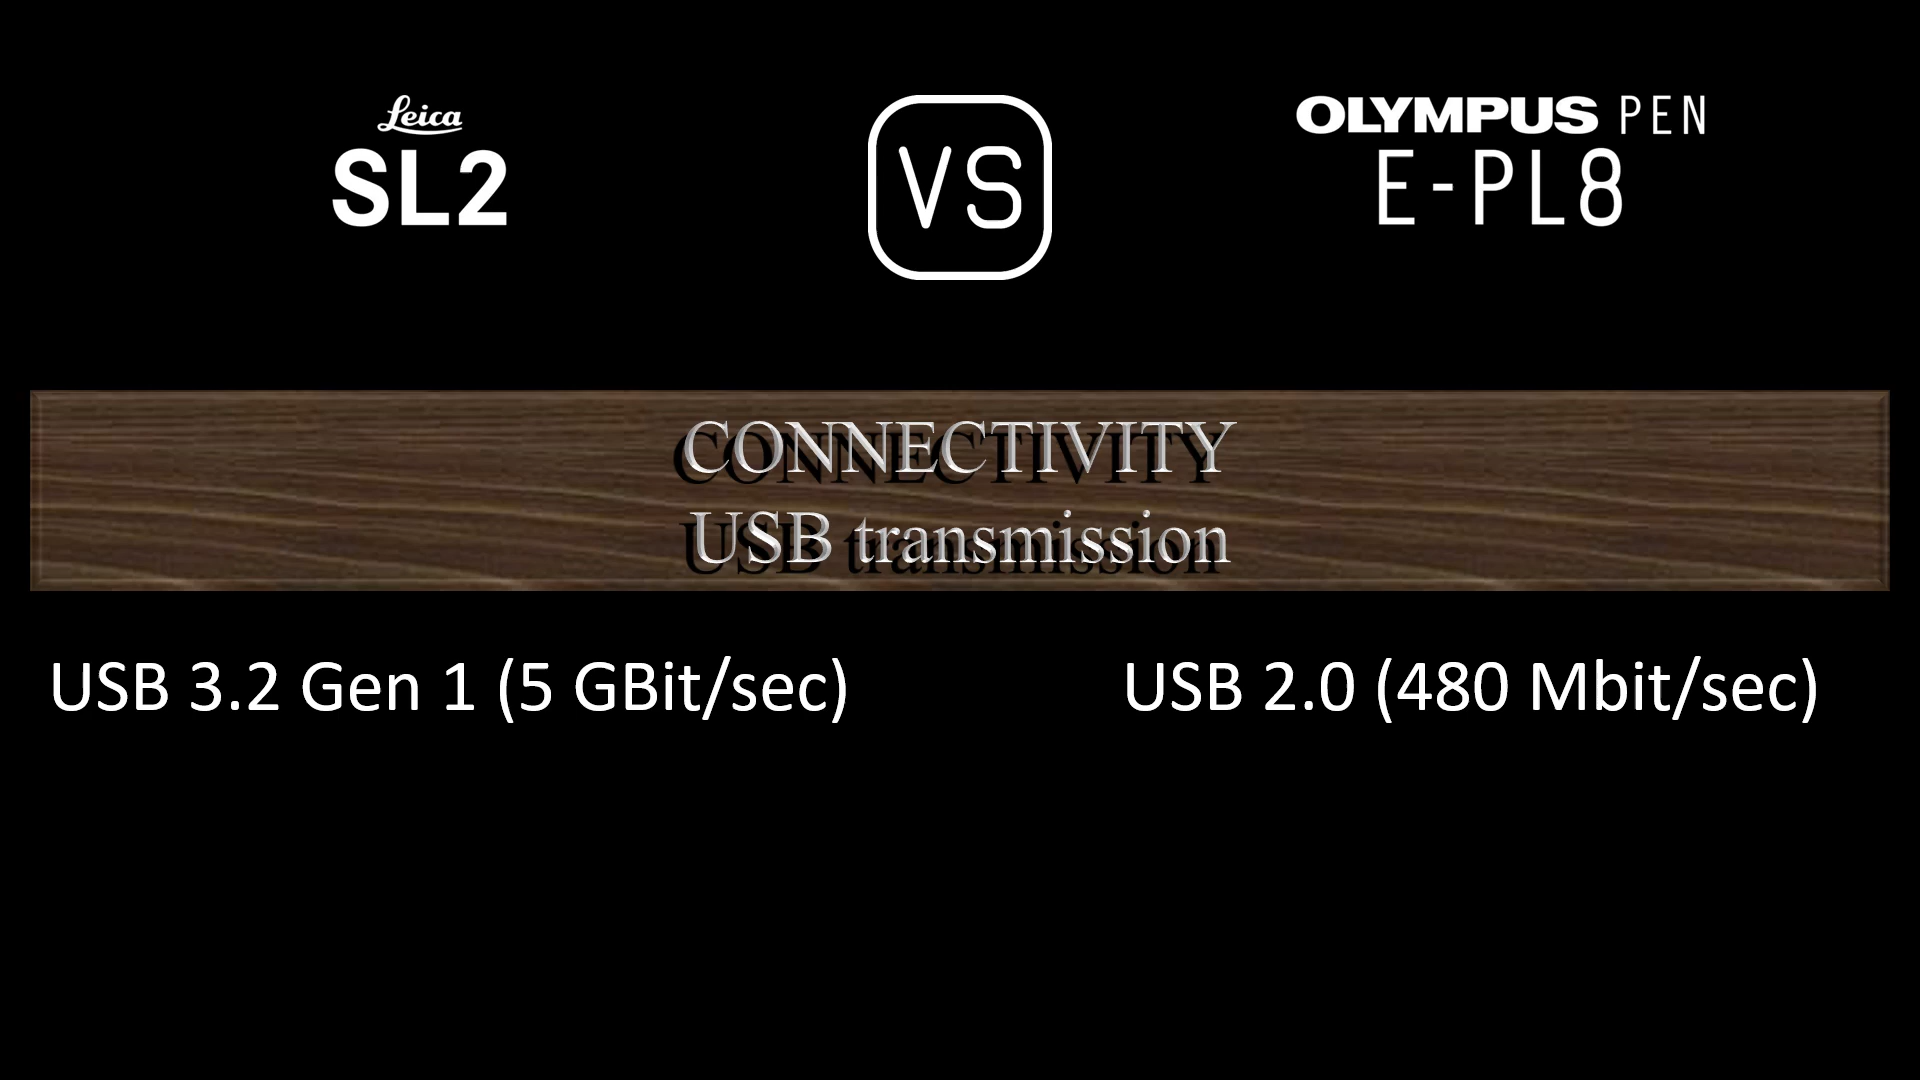 Leica
SL2
VS
OLYMPUS PEN
E-PL8
CONNECTIVITY
USB transmission
USB 3.2 Gen 1 (5 GBit/sec)
USB 2.0 (480 Mbit/sec)